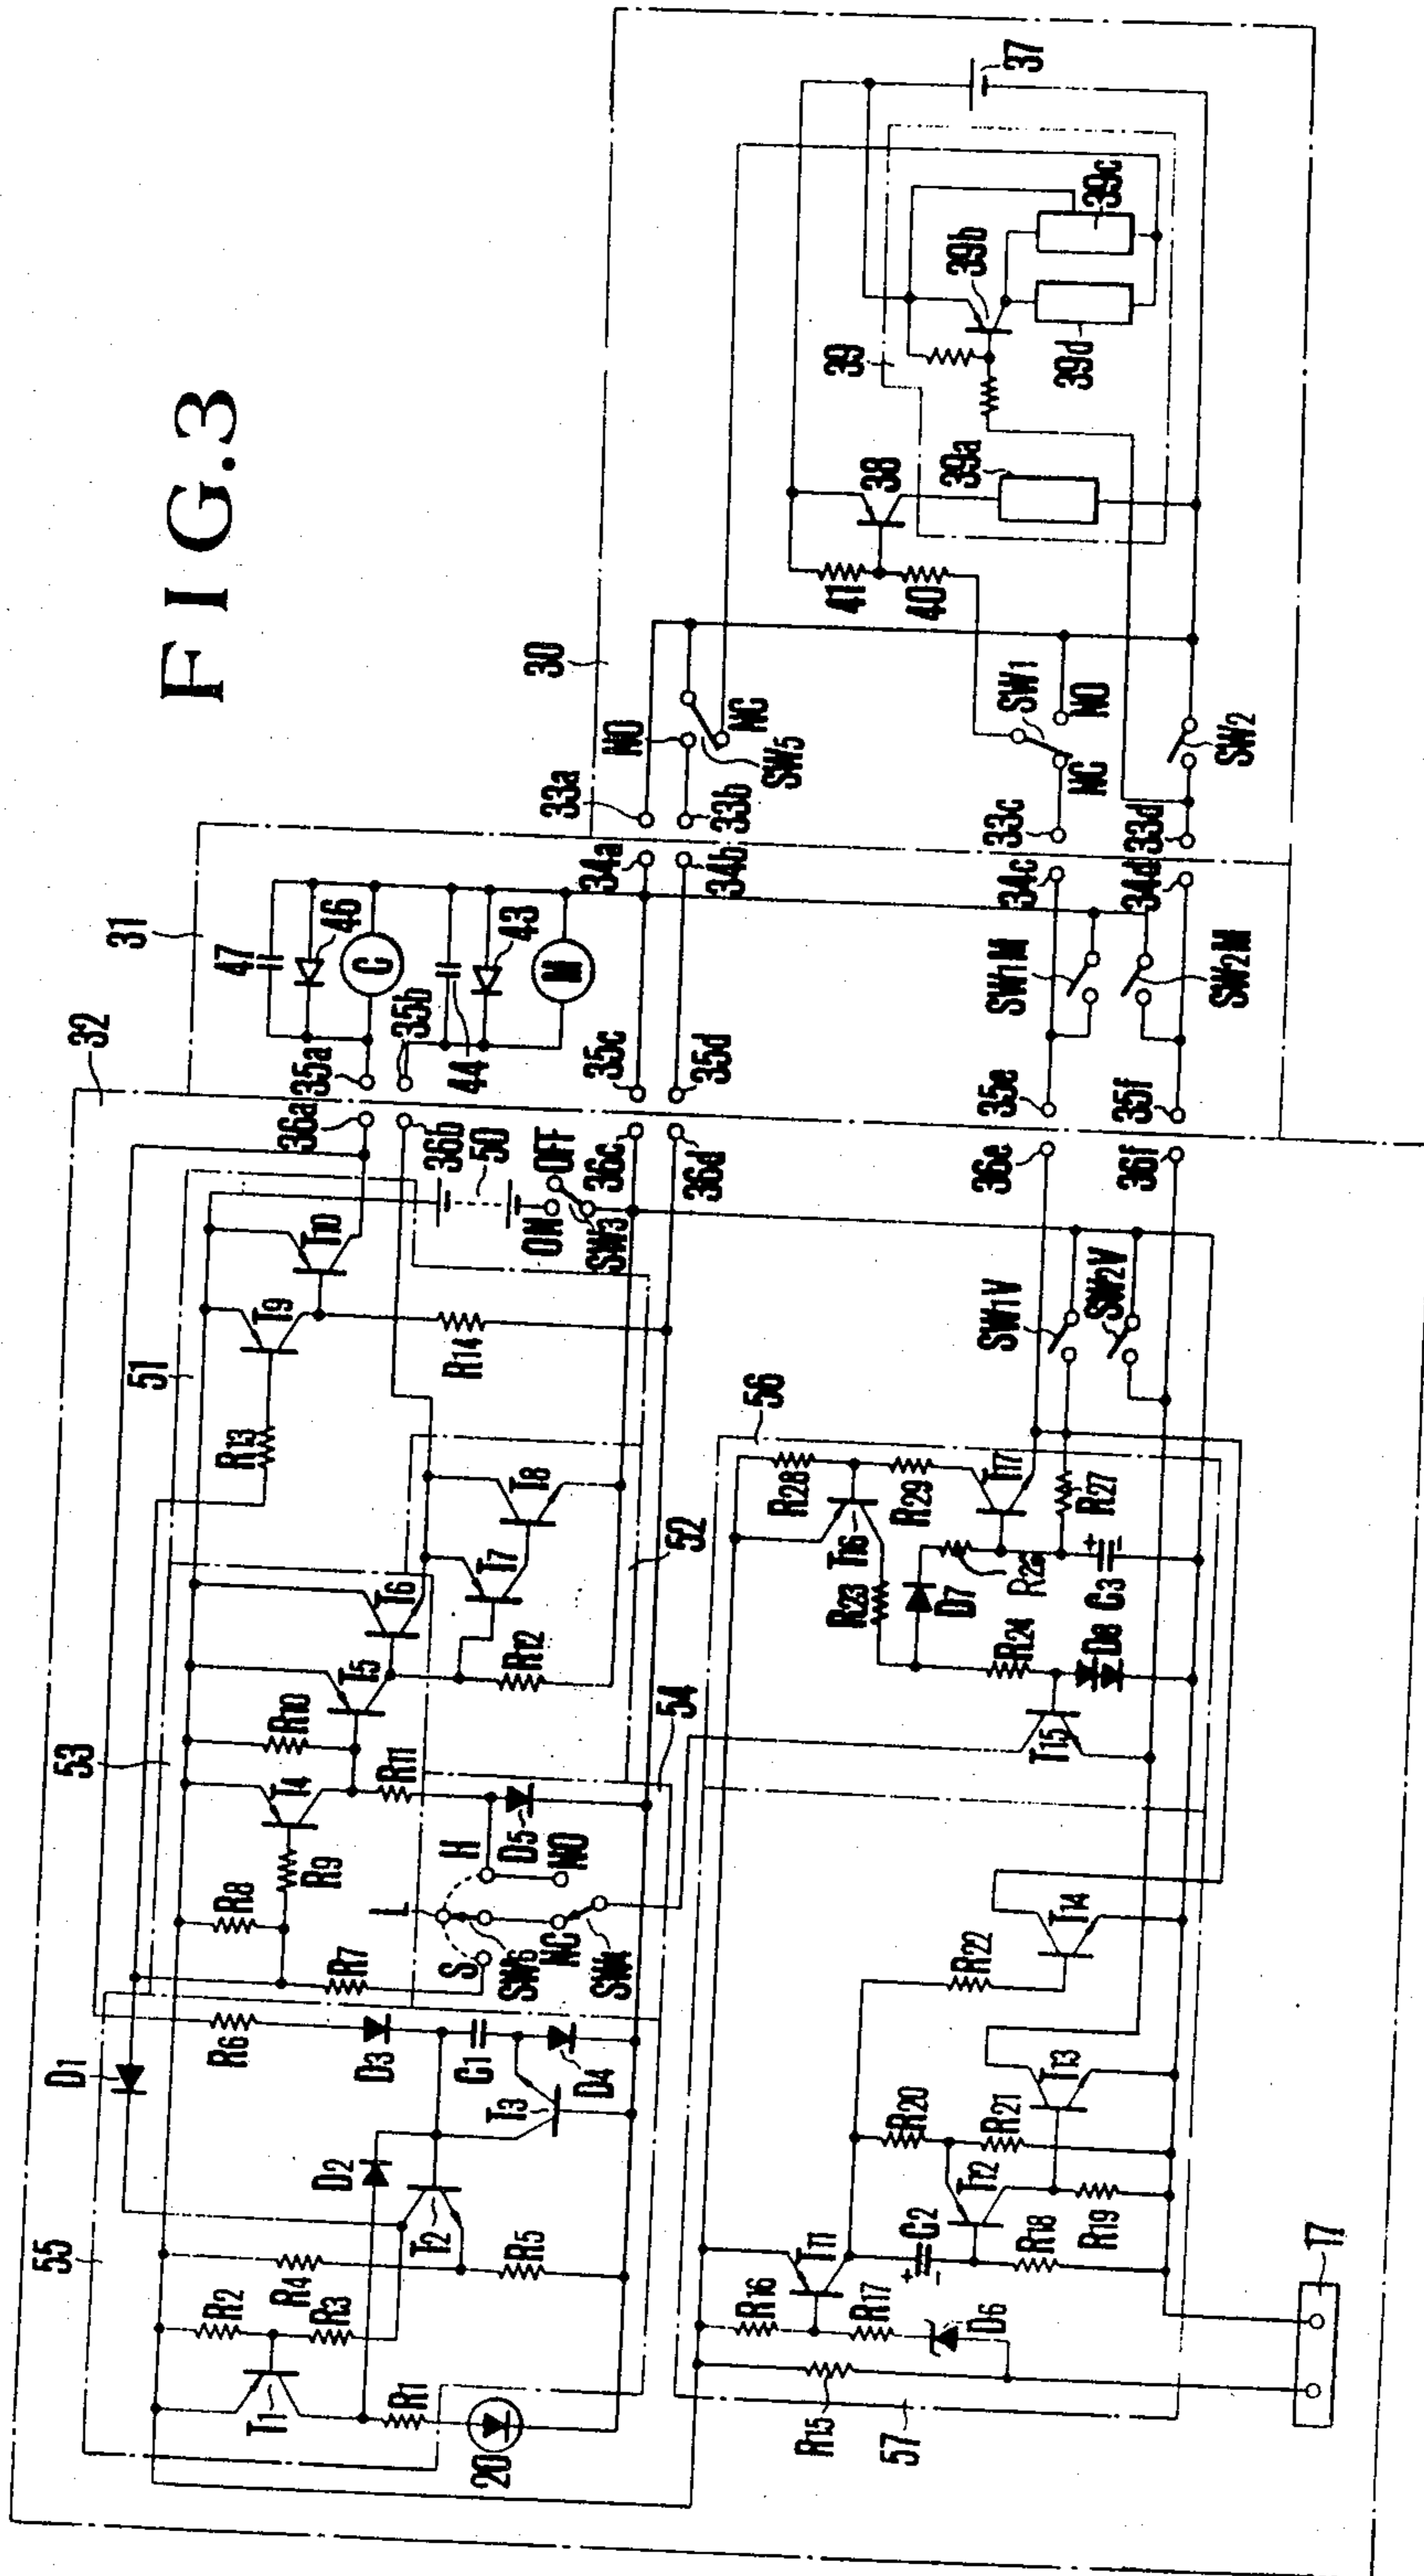 FIG.3
37
39c
39b
39
39d
38
39a
41
40
30
NO
NC
SW5
SW1
NO
NC
SW2
33a
33b
33c
33d
31
34a
34b
34c
34d
47
46
C
43
44
M
SW1M
SW2M
32
35a
35b
35c
35d
35e
35f
36a
36b
36c
36d
36e
36f
50
ON
OFF
SW3
51
T10
T9
R13
R14
SW1V
SW2V
56
T8
T7
T6
R12
52
R28
T16
R29
T17
R27
R23
D7
R26
C3
R24
D8
T15
53
T5
R10
R11
T4
R9
R8
R7
54
H
L
S
D5
NO
NC
SW6
SW4
T14
R22
55
D1
R6
D3
C1
T3
D4
D2
T2
R4
R5
R2
R3
T1
R1
20
R20
R21
T13
T12
C2
R18
R19
T11
R16
R17
D6
R15
57
17